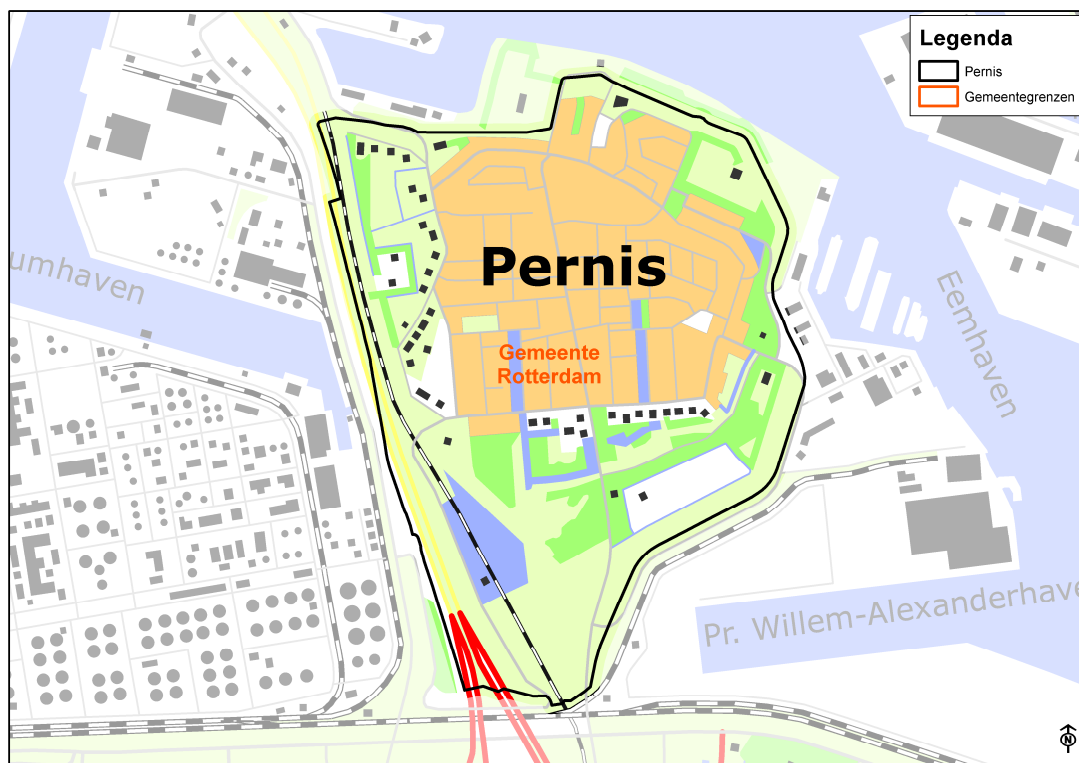 Legenda
Pernis
Gemeentegrenzen
Pernis
Gemeente
Rotterdam
umhaven
Eemhaven
Pr. Willem-Alexanderhave
N